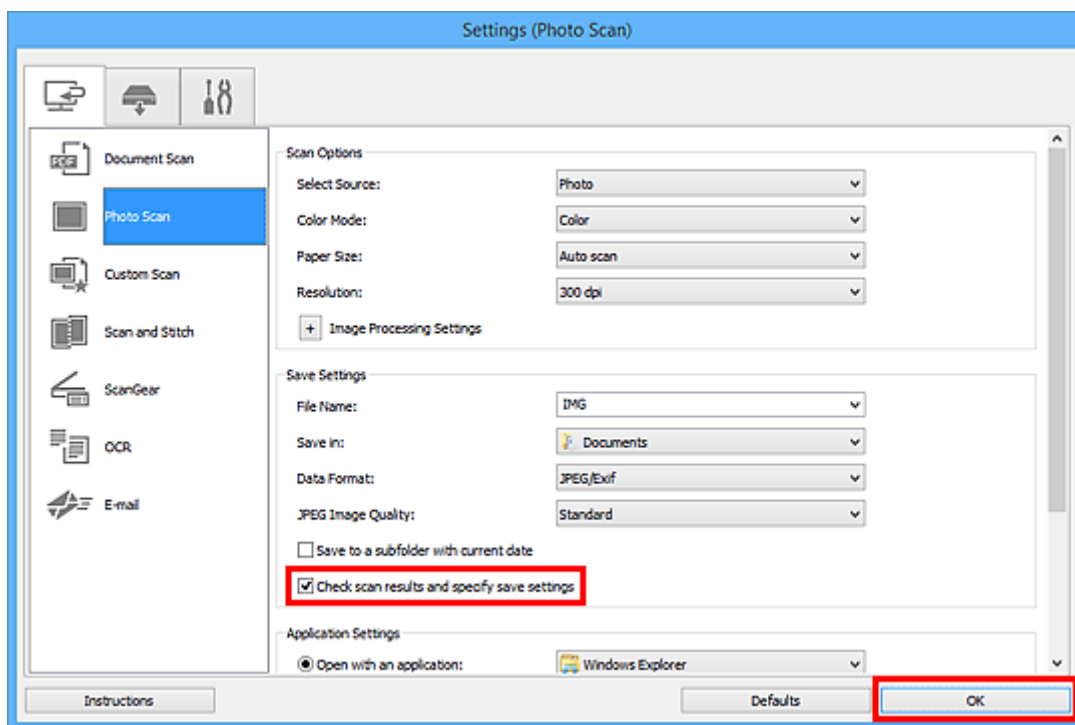 Settings (Photo Scan)
PDF
Document Scan
Photo Scan
Custom Scan
Scan and Stitch
ScanGear
OCR
E-mail
Scan Options
Select Source: Photo
Color Mode: Color
Paper Size: Auto scan
Resolution: 300 dpi
+ Image Processing Settings
Save Settings
File Name: IMG
Save in: Documents
Data Format: JPEG/Exif
JPEG Image Quality: Standard
Save to a subfolder with current date
Check scan results and specify save settings
Application Settings
Open with an application: Windows Explorer
Instructions
Defaults
OK